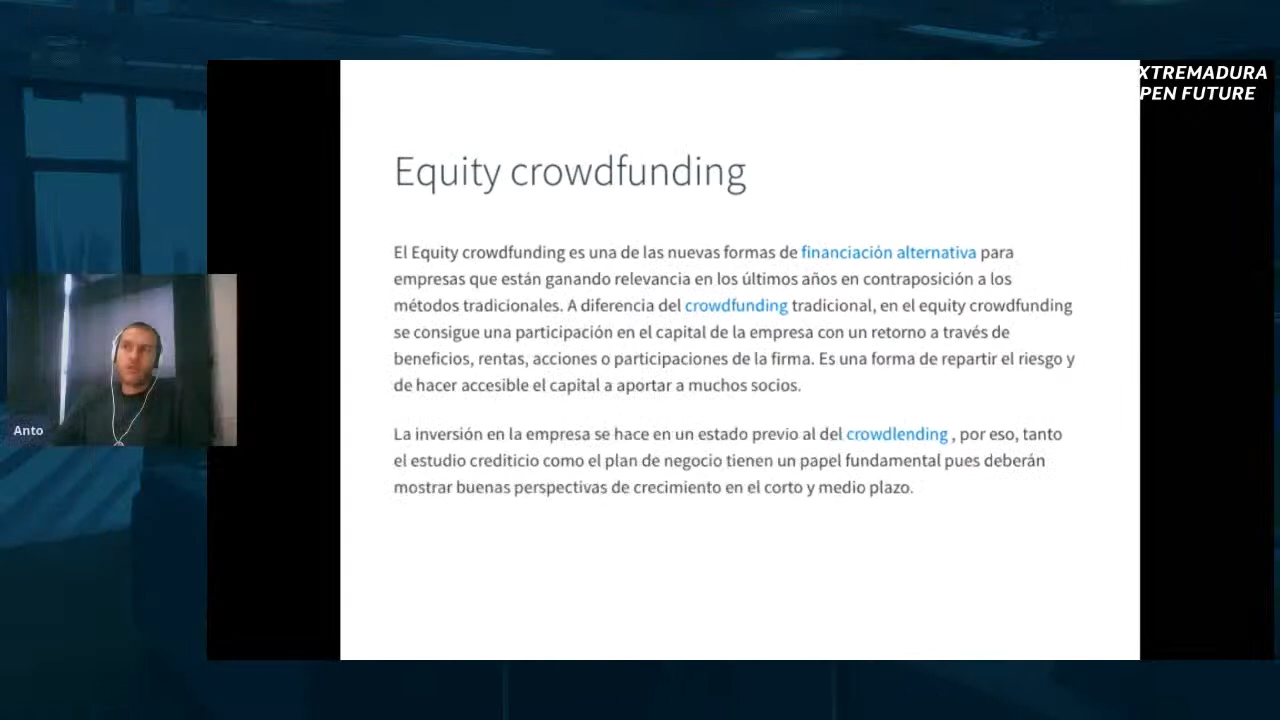 XTREMADURA
PEN FUTURE
Equity crowdfunding
El Equity crowdfunding es una de las nuevas formas de financiación alternativa para
empresas que están ganando relevancia en los últimos años en contraposición a los
métodos tradicionales. A diferencia del crowdfunding tradicional, en el equity crowdfunding
se consigue una participación en el capital de la empresa con un retorno a través de
beneficios, rentas, acciones o participaciones de la firma. Es una forma de repartir el riesgo y
de hacer accesible el capital a aportar a muchos socios.
La inversión en la empresa se hace en un estado previo al del crowdlending , por eso, tanto
el estudio crediticio como el plan de negocio tienen un papel fundamental pues deberán
mostrar buenas perspectivas de crecimiento en el corto y medio plazo.
Anto